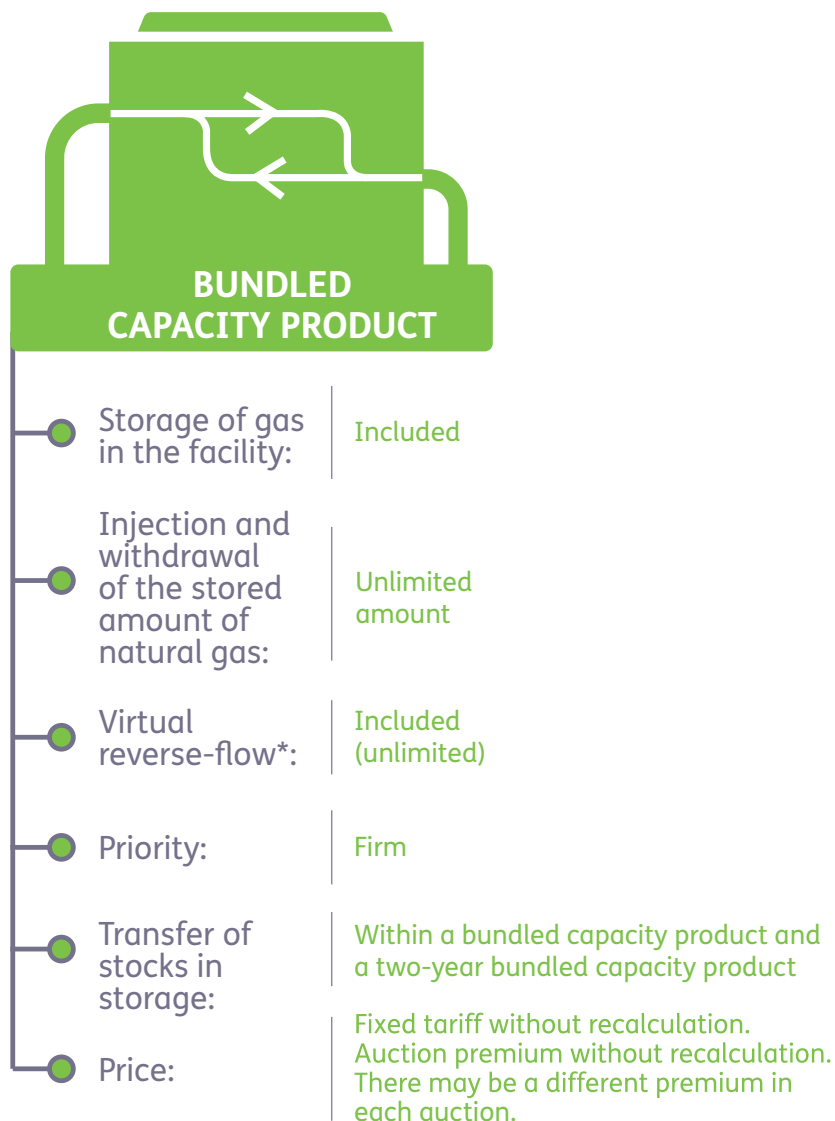 BUNDLED
CAPACITY PRODUCT
Storage of gas
in the facility:
Included
Injection and
withdrawal
of the stored
amount of
natural gas:
Unlimited
amount
Virtual
reverse-flow*:
Included
(unlimited)
Priority:
Firm
Transfer of
stocks in
storage:
Within a bundled capacity product and
a two-year bundled capacity product
Price:
Fixed tariff without recalculation.
Auction premium without recalculation.
There may be a different premium in
each auction.